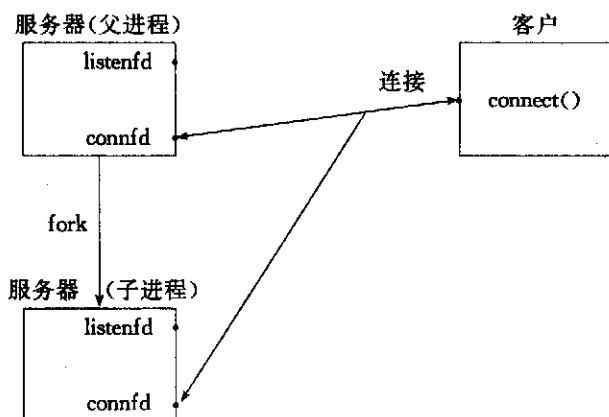 服务器(父进程)
客户
listenfd
连接
connect()
connfd
fork
服务器 (子进程)
listenfd
connfd